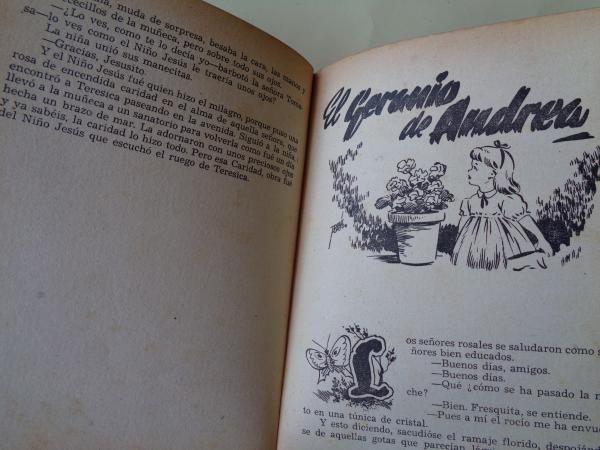 muda de sorpresa, besaba la cara, las manos y
cecillos de la muñeca, pero sobre todo sus ojos.
—¿Lo ves, como te lo decía yo—barbotó la señora Toma-
sa—lo ves como el Niño Jesús le traería unos ojos?
La niña unió sus manecitas.
—Gracias, Jesusito.
Y el Niño Jesús fué quien hizo el milagro, porque puso una
rosa de encendida caridad en el alma de aquella señora, que
encontró a Teresica paseando en la avenida. Siguió a la niña,
llevó a la muñeca a un sanatorio para volverla como fué un día
hecha un brazo de mar. La adornaron con unos preciosos ojos
y ya sabéis, la caridad lo hizo todo. Pero esa Caridad, obra fué
del Niño Jesús que escuchó el ruego de Teresica.
El Geranio
de Andrea
Los señores rosales se saludaron como s
ñores bien educados.
—Buenos días, amigos.
—Buenos días.
—Qué ¿cómo se ha pasado la n
che?
—Bien. Fresquita, se entiende.
—Pues a mí el rocío me ha envue
to en una túnica de cristal.
Y esto diciendo, sacudióse el ramaje florido, despoján
se de aquellas gotas que parecían